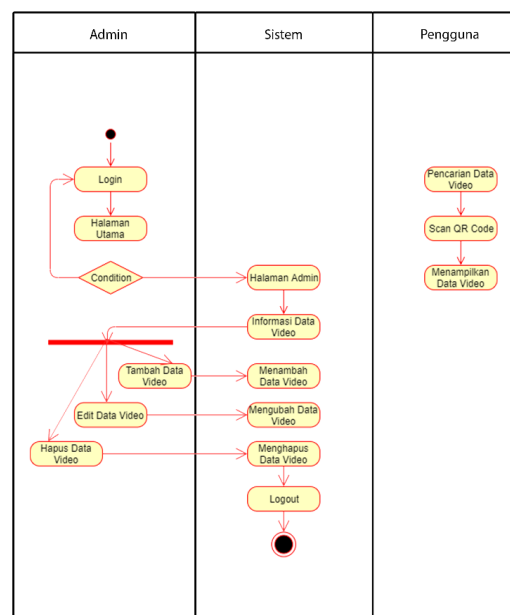 Admin
Sistem
Pengguna
Login
Halaman
Utama
Condition
Halaman Admin
Informasi Data
Video
Tambah Data
Video
Menambah
Data Video
Edit Data Video
Mengubah Data
Video
Hapus Data
Video
Menghapus
Data Video
Logout
Pencarian Data
Video
Scan QR Code
Menampilkan
Data Video